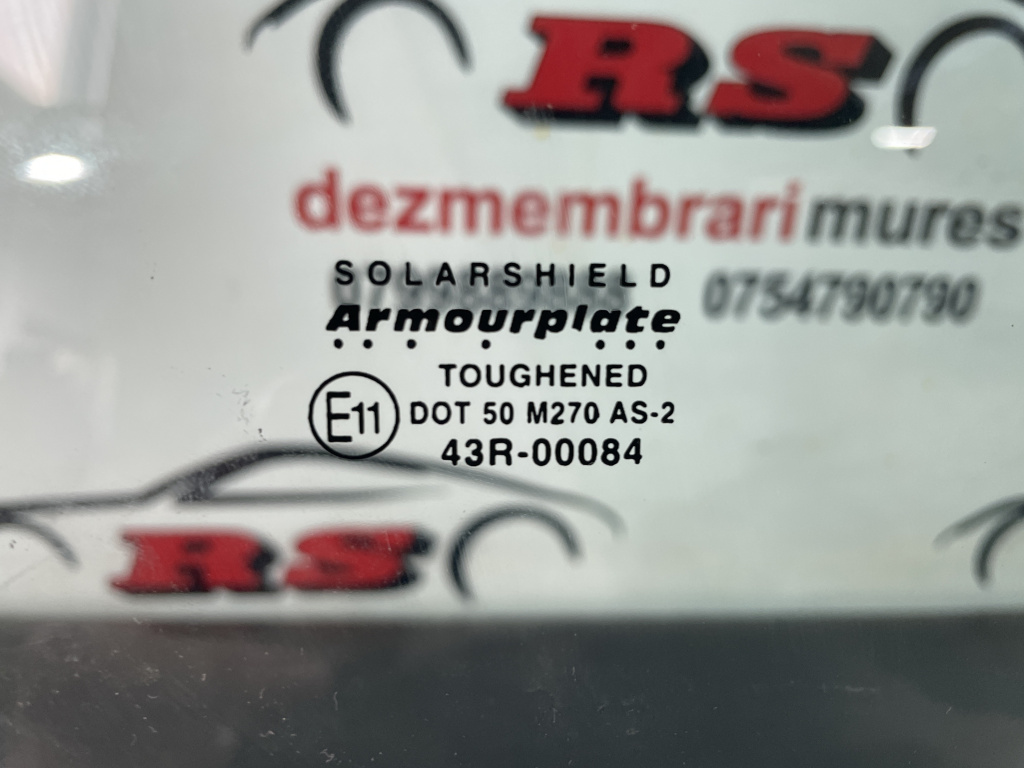 RS
dezmembrari mures
SOLARSHIELD
0754790790
Armourplate
TOUGHENED
E11
DOT 50 M270 AS-2
43R-00084
RS